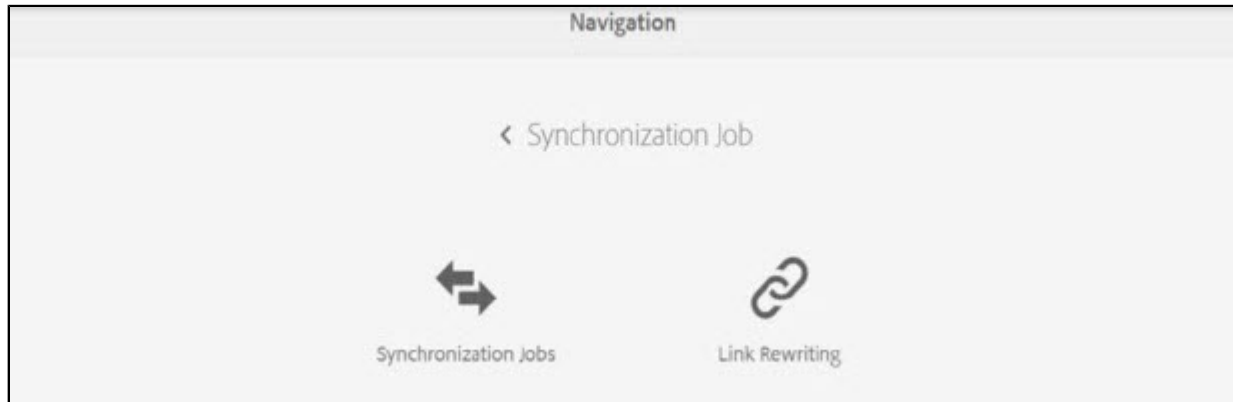 Navigation
Synchronization Job
Synchronization Jobs
Link Rewriting